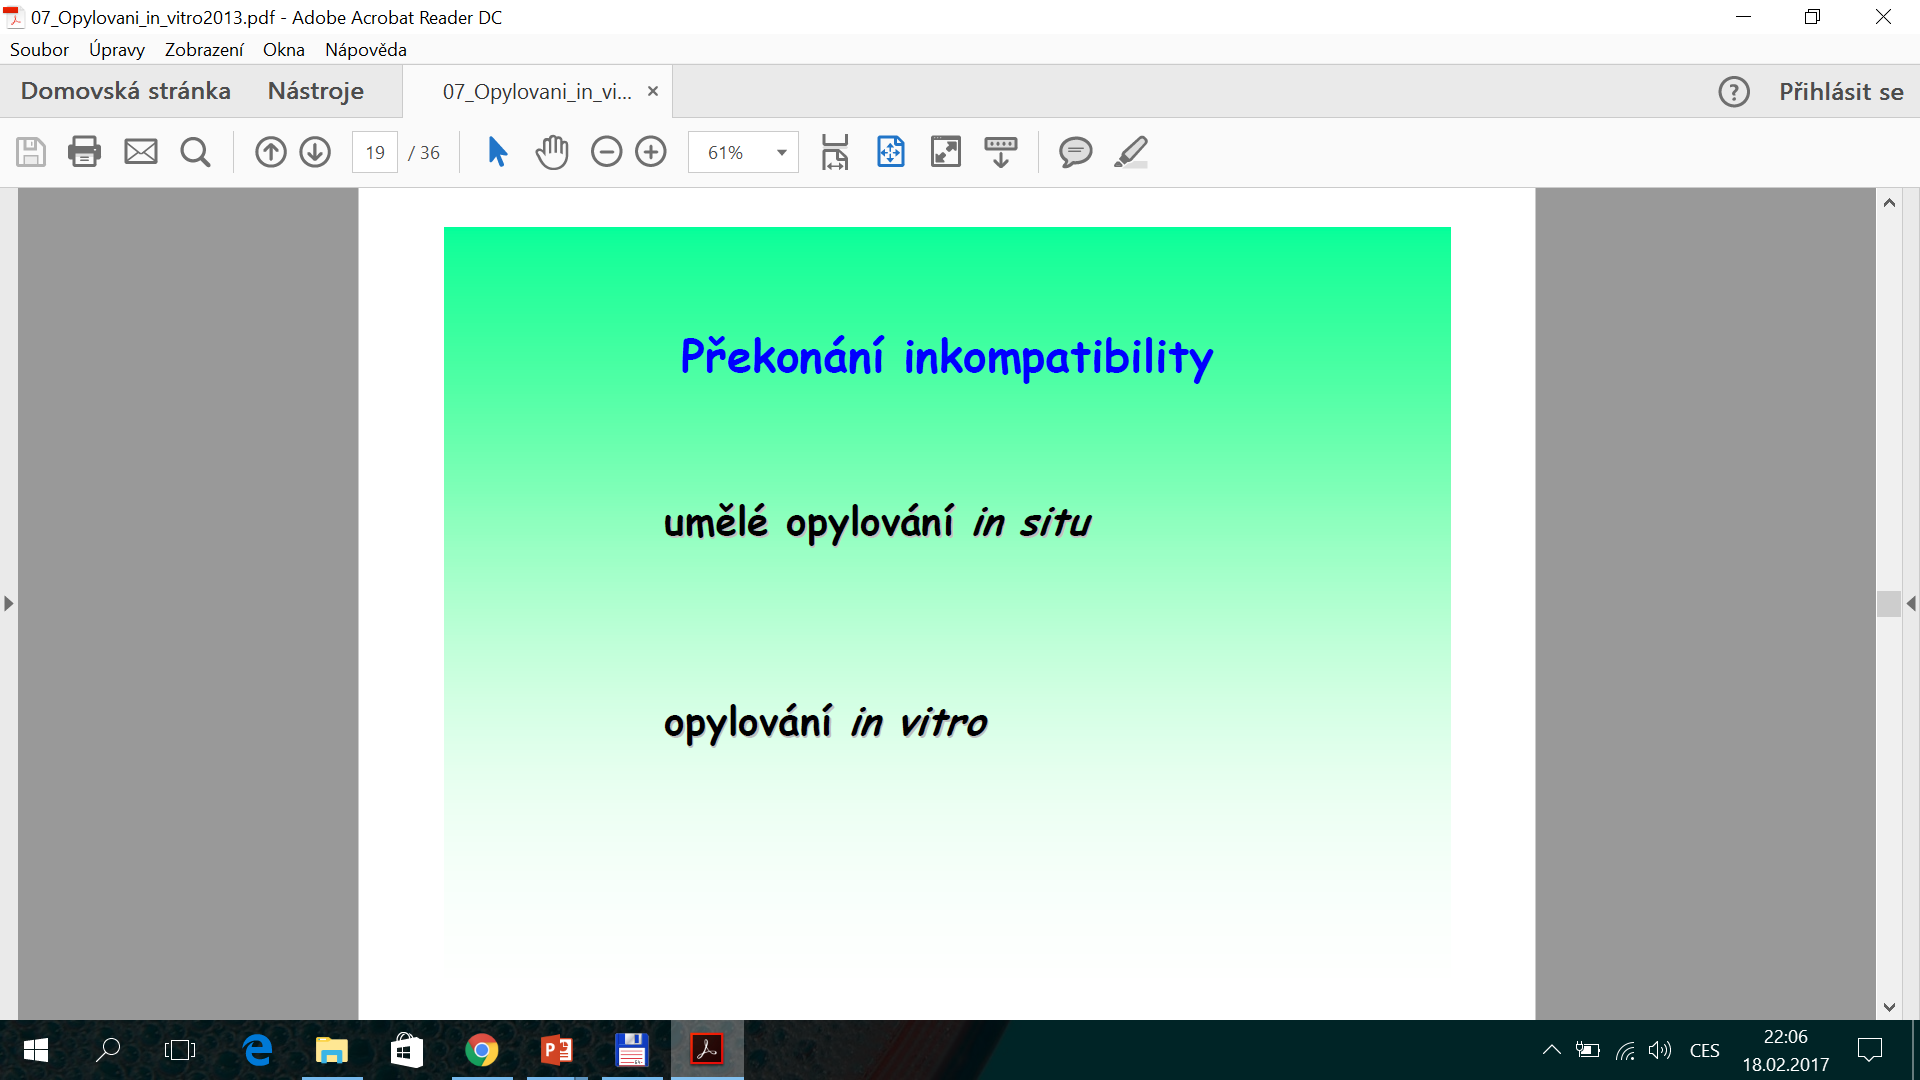 07_Opylovani_in_vitro2013.pdf - Adobe Acrobat Reader DC
Soubor Úpravy Zobrazení Okna Nápověda
Domovská stránka Nástroje 07_Opylovani_in_vi... × ? Přihlásit se
19 / 36 61%
Překonání inkompatibility
umělé opylování in situ
opylování in vitro
CES
22:06
18.02.2017